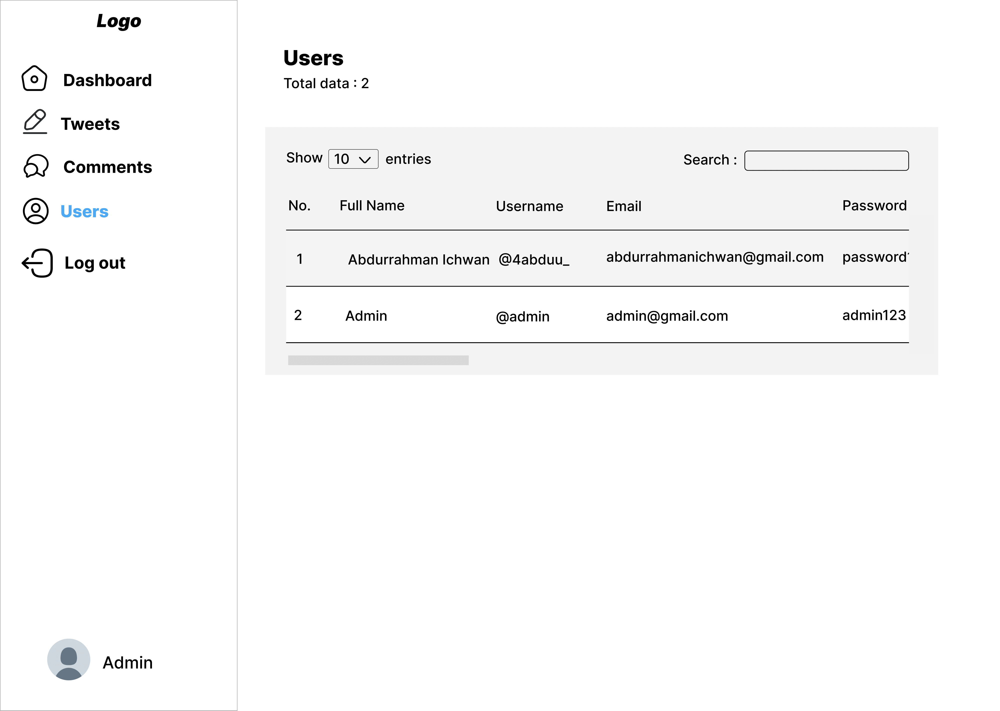 Logo
Dashboard
Tweets
Comments
Users
Log out
Admin
Users
Total data : 2
Show 10 entries
Search :
No. Full Name Username Email Password
1 Abdurrahman Ichwan @4abduu_ abdurrahmanichwan@gmail.com password
2 Admin @admin admin@gmail.com admin123